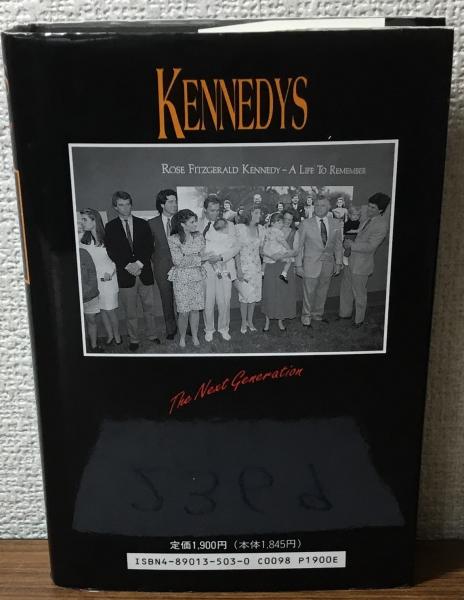 KENNEDYS
ROSE FITZGERALD KENNEDY – A LIFE TO REMEMBER
The Next Generation
定価1,900円（本体1,845円）
ISBN4-89013-503-0 C0098 P1900E